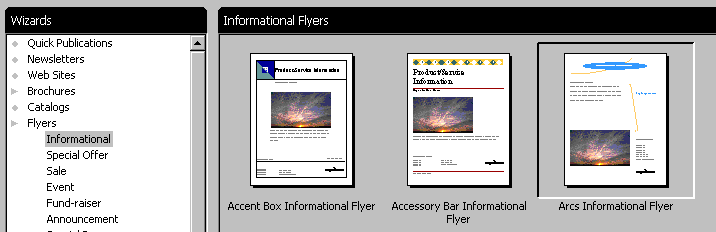 Wizards
Quick Publications
Newsletters
Web Sites
Brochures
Catalogs
Flyers
Informational
Special Offer
Sale
Event
Fund-raiser
Announcement
Informational Flyers
Product/Service Information
Accent Box Informational Flyer
Product/Service
Information
Accessory Bar Informational
Flyer
Arcs Informational Flyer